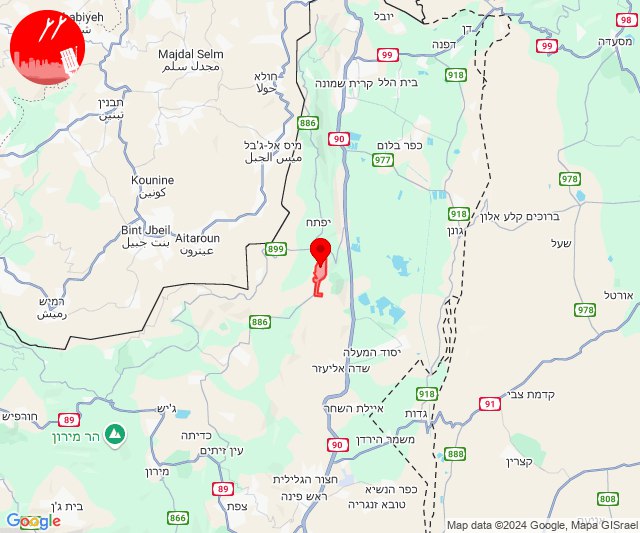 יובל
דן
98
מסעדה
Majdal Selm
مجدل سلم
99
דפנה
99
חולא
حولا
קרית שמונה
בית הלל
918
תבנין
تبنين
886
90
מיס אל-ג'בל
ميس الجبل
כפר בלום
977
Kounine
كونين
978
יפתח
918
ברוכים קלע אלון
Bint Jbeil
بنت جبيل
Aitaroun
عيترون
גונן
שעל
899
רמיש
رميش
אורטל
978
886
יסוד המעלה
שדה אליעזר
918
קדמת צבי
91
89
חורפיש
ג'יש
איילת השחר
גדות
הר מירון
כדיתה
עין זיתים
90
משמר הירדן
מירון
888
קצרין
89
חצור הגלילית
ראש פינה
כפר הנשיא
טובא זנגריה
808
בית ג'ן
866
צפת
Google
Map data ©2024 Google, Mapa GISrael